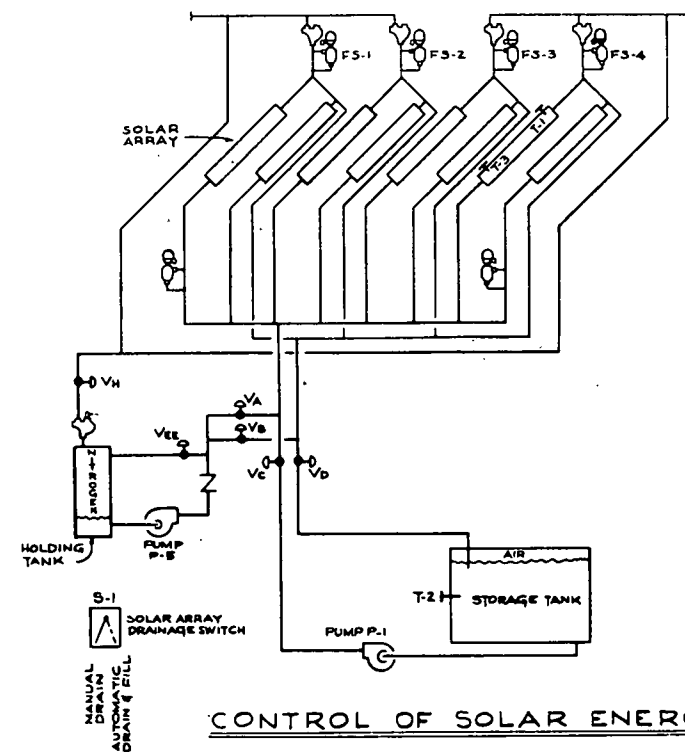 FS-1
FS-2
FS-3
FS-4
SOLAR
ARRAY
T-1
T-3
VH
VA
VB
VEE
VC
VD
NITROGEN
HOLDING
TANK
PUMP
P-5
AIR
T-2
STORAGE TANK
S-1
SOLAR ARRAY
DRAINAGE SWITCH
PUMP P-1
MANUAL
DRAIN
AUTOMATIC
DRAIN & FILL
CONTROL OF SOLAR ENERG